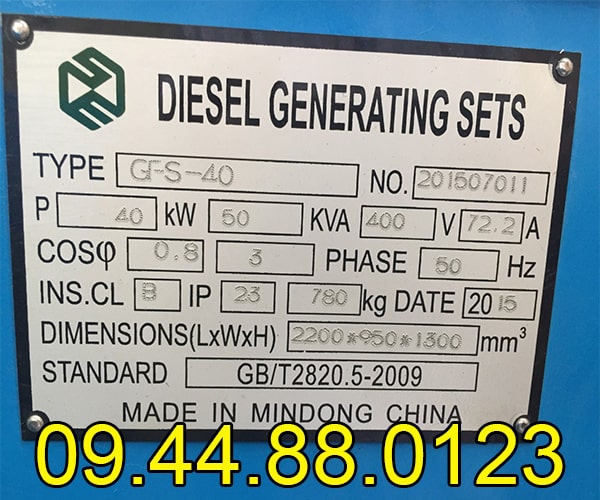 DIESEL GENERATING SETS
TYPE GFS-40 NO. 201507011
P 40 kW 50 KVA 400 V 72.2 A
COSφ 0.8 3 PHASE 50 Hz
INS.CL B IP 23 780 kg DATE 2015
DIMENSIONS(LxWxH) 2200*950*1300 mm³
STANDARD GB/T2820.5-2009
MADE IN MINDONG CHINA
09.44.88.0123